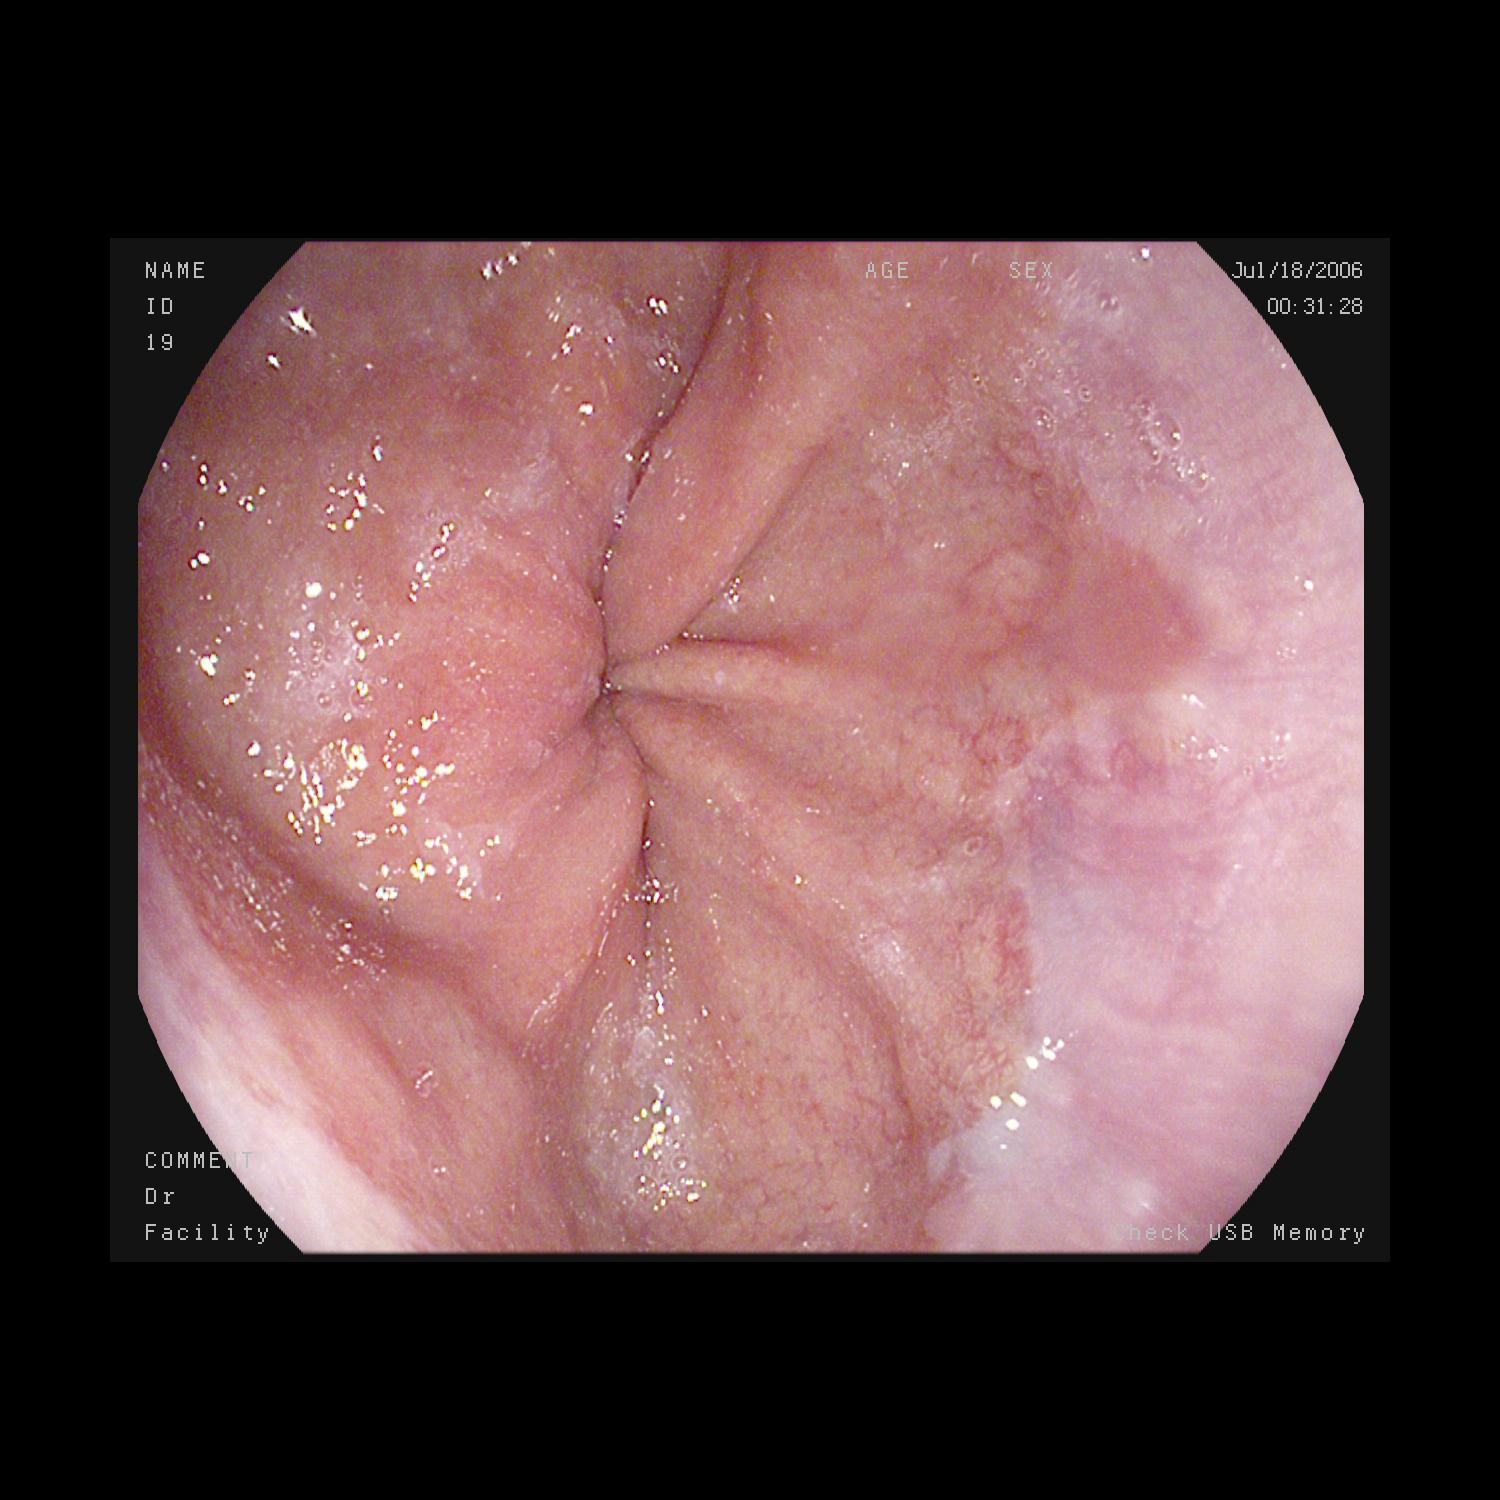 NAME
AGE
SEX
Jul/18/2006
ID
00:31:28
19
COMMENT
Dr
Facility
Check USB Memory